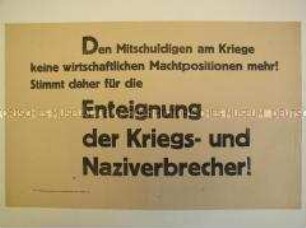 Den Mitschuldigen am Kriege
keine wirtschaftlichen Machtpositionen mehr!
Stimmt daher für die
Enteignung
der Kriegs- und
Naziverbrecher!